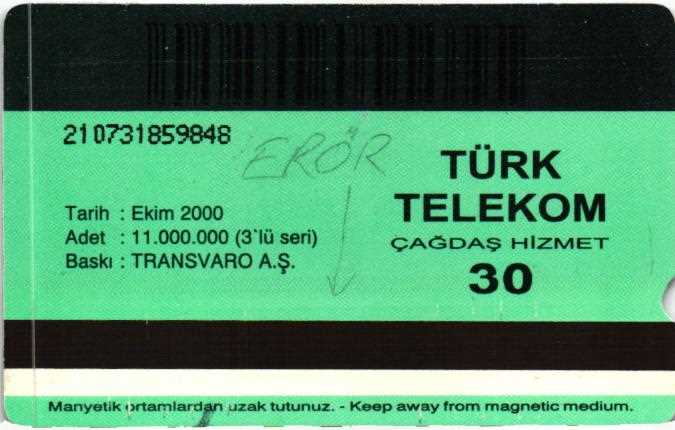 210731859848
ERÖR
TÜRK
TELEKOM
ÇAĞDAŞ HİZMET
30
Tarih : Ekim 2000
Adet : 11.000.000 (3`lü seri)
Baskı : TRANSVARO A.Ş.
Manyetik ortamlardan uzak tutunuz. - Keep away from magnetic medium.